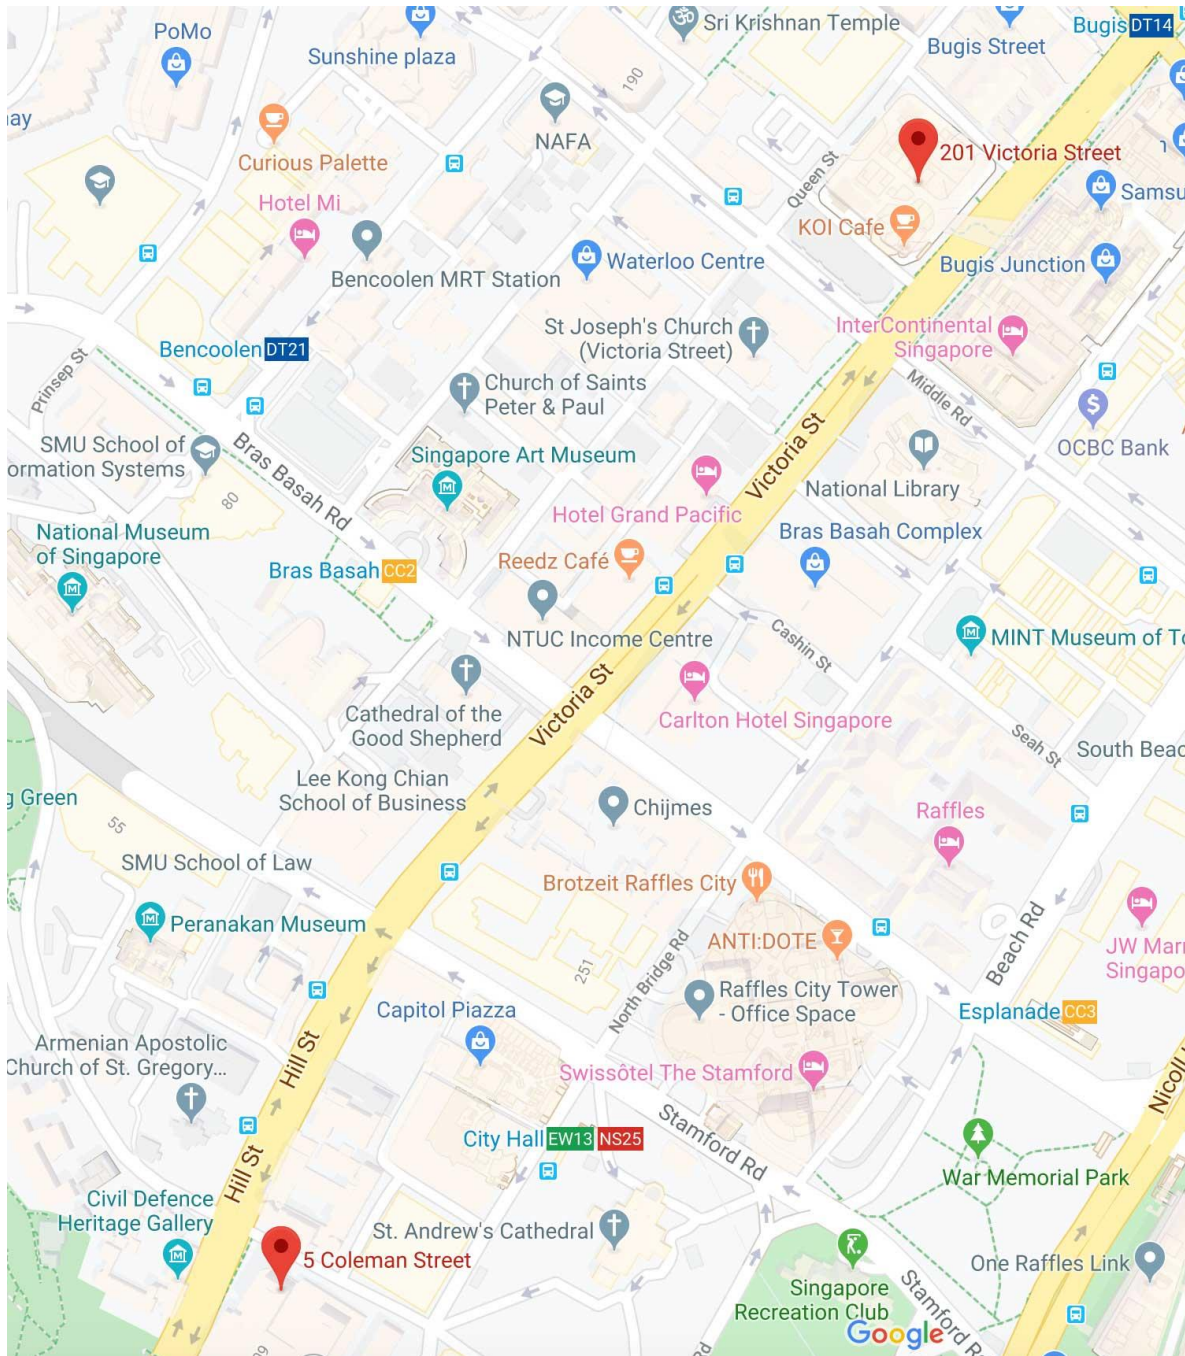 PoMo
Sunshine plaza
Sri Krishnan Temple
Bugis Street
Bugis DT14
ay
190
NAFA
Curious Palette
201 Victoria Street
Queen St
Hotel Mi
Samsu
KOI Cafe
Bencoolen MRT Station
Waterloo Centre
Bugis Junction
St Joseph's Church
(Victoria Street)
InterContinental
Singapore
Bencoolen DT21
Prinsep St
Church of Saints
Peter & Paul
Middle Rd
OCBC Bank
SMU School of
ormation Systems
Bras Basah Rd
Singapore Art Museum
Victoria St
National Library
80
Hotel Grand Pacific
National Museum
of Singapore
Bras Basah Complex
Bras Basah CC2
Reedz Café
NTUC Income Centre
Cashin St
MINT Museum of To
Cathedral of the
Good Shepherd
Victoria St
Carlton Hotel Singapore
Seah St
South Beac
Lee Kong Chian
School of Business
g Green
Chijmes
Raffles
55
SMU School of Law
Brotzeit Raffles City
Peranakan Museum
ANTI:DOTE
Beach Rd
JW Marr
Singapo
251
North Bridge Rd
Raffles City Tower
- Office Space
Capitol Piazza
Esplanade CC3
Armenian Apostolic
Church of St. Gregory...
Hill St
Swissôtel The Stamford
Nicoll
City Hall EW13 NS25
Stamford Rd
Hill St
War Memorial Park
Civil Defence
Heritage Gallery
St. Andrew's Cathedral
5 Coleman Street
Singapore
Recreation Club
Stamford R
One Raffles Link
Google
Rd